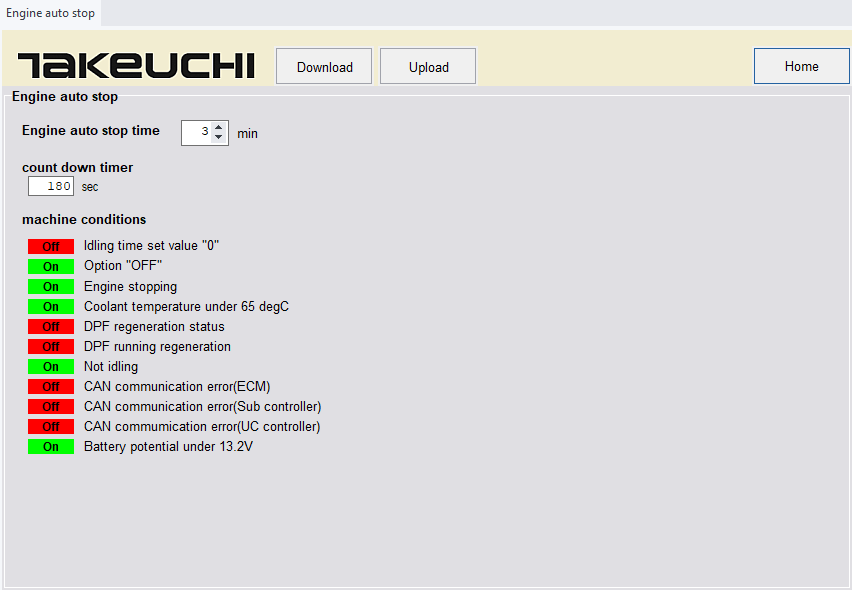 Engine auto stop
TAKEUCHI
Download
Upload
Home
Engine auto stop
Engine auto stop time 3 min
count down timer
180 sec
machine conditions
Off Idling time set value "0"
On Option "OFF"
On Engine stopping
On Coolant temperature under 65 degC
Off DPF regeneration status
Off DPF running regeneration
On Not idling
Off CAN communication error(ECM)
Off CAN communication error(Sub controller)
Off CAN commumication error(UC controller)
On Battery potential under 13.2V